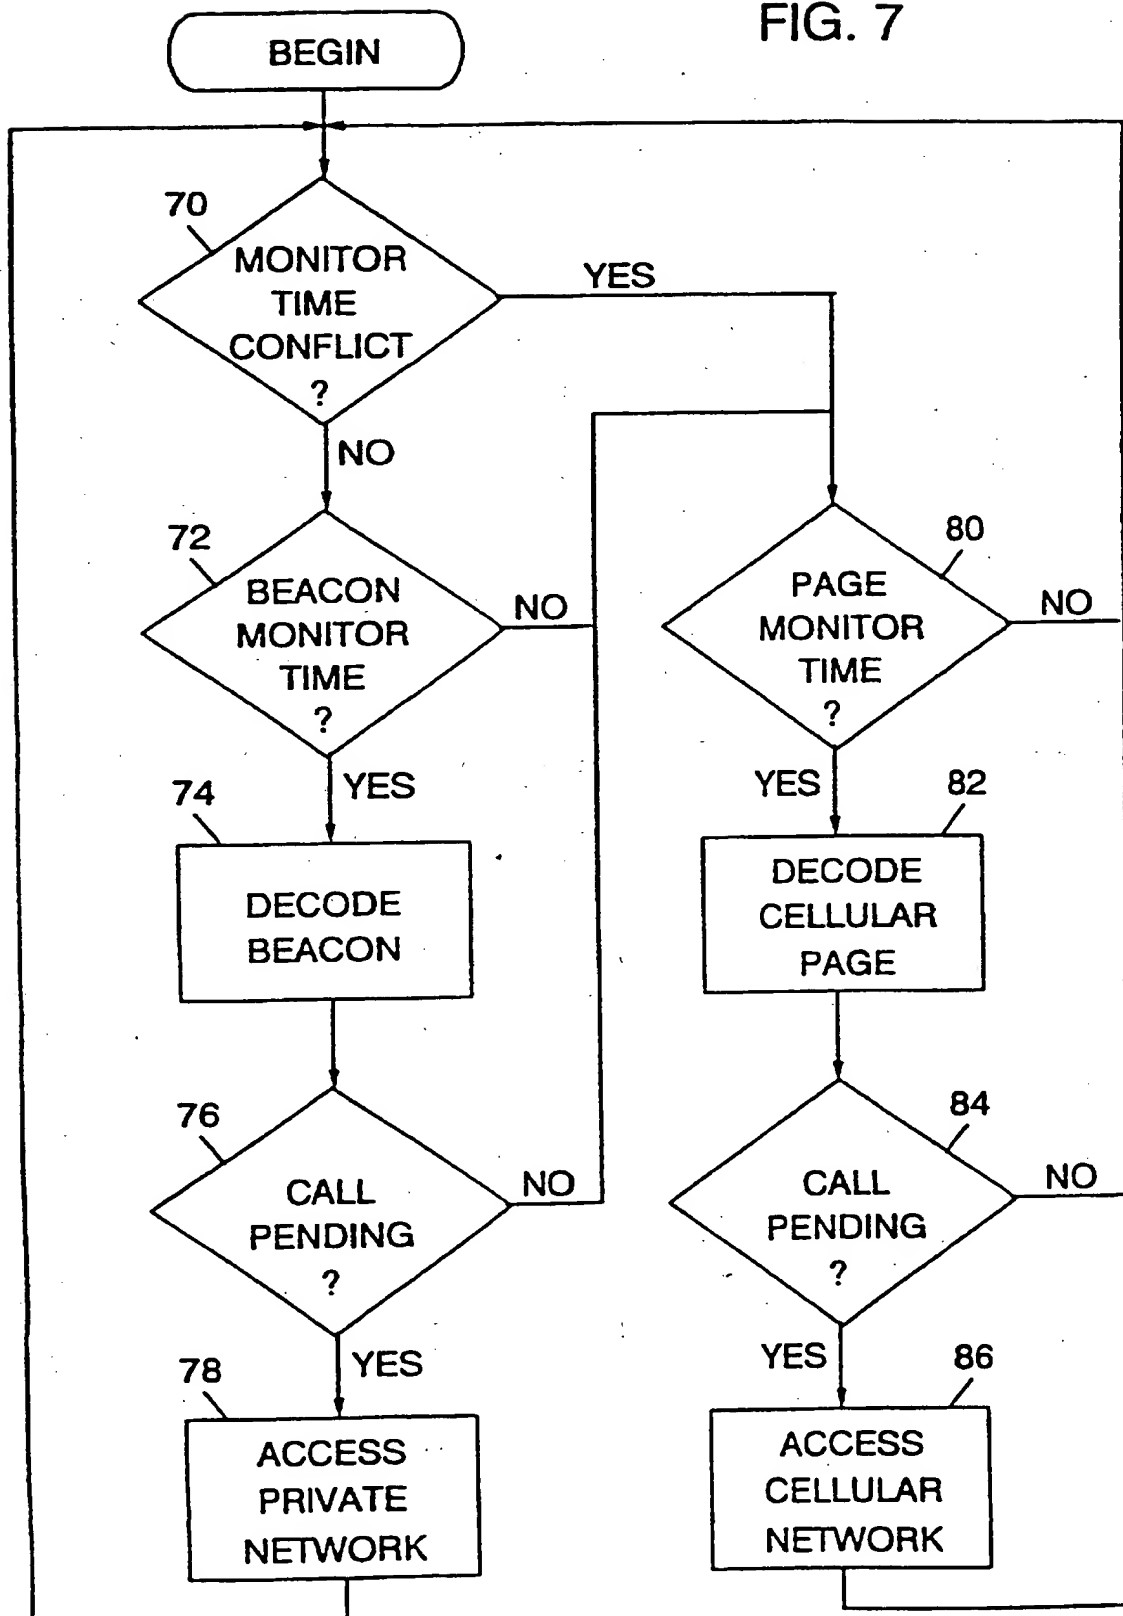 FIG. 7
BEGIN
70
MONITOR
TIME
CONFLICT
?
YES
NO
72
BEACON
MONITOR
TIME
?
NO
YES
80
PAGE
MONITOR
TIME
?
NO
YES
74
DECODE
BEACON
82
DECODE
CELLULAR
PAGE
76
CALL
PENDING
?
NO
YES
84
CALL
PENDING
?
NO
YES
78
ACCESS
PRIVATE
NETWORK
86
ACCESS
CELLULAR
NETWORK